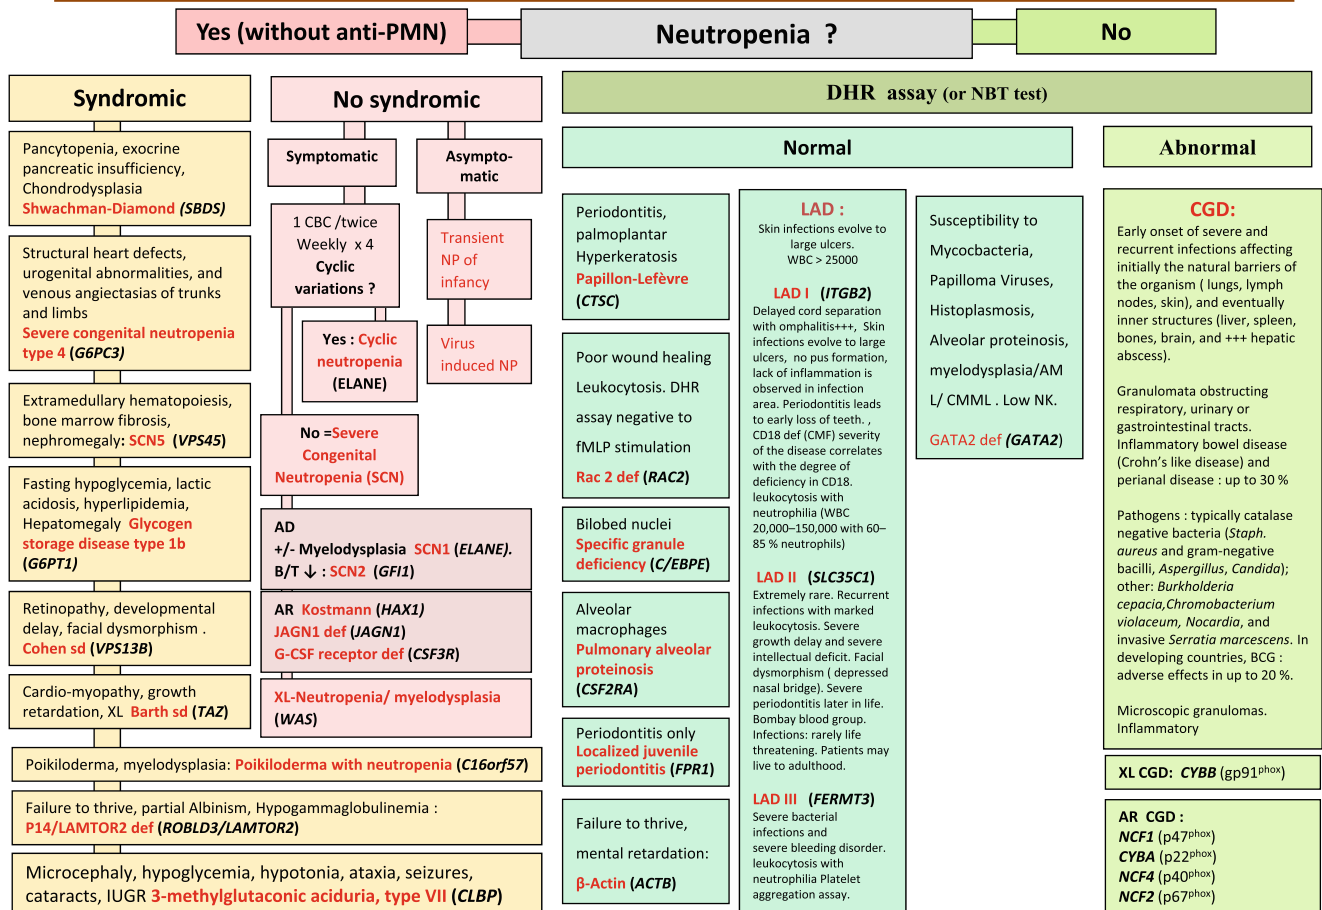 Yes (without anti-PMN)
Neutropenia ?
No
Syndromic
Pancytopenia, exocrine
pancreatic insufficiency,
Chondrodysplasia
Shwachman-Diamond (SBDS)
Structural heart defects,
urogenital abnormalities, and
venous angiectasias of trunks
and limbs
Severe congenital neutropenia
type 4 (G6PC3)
Extramedullary hematopoiesis,
bone marrow fibrosis,
nephromegaly: SCN5 (VPS45)
Fasting hypoglycemia, lactic
acidosis, hyperlipidemia,
Hepatomegaly Glycogen
storage disease type 1b
(G6PT1)
Retinopathy, developmental
delay, facial dysmorphism .
Cohen sd (VPS13B)
Cardio-myopathy, growth
retardation, XL Barth sd (TAZ)
Poikiloderma, myelodysplasia: Poikiloderma with neutropenia (C16orf57)
Failure to thrive, partial Albinism, Hypogammaglobulinemia :
P14/LAMTOR2 def (ROBLD3/LAMTOR2)
Microcephaly, hypoglycemia, hypotonia, ataxia, seizures,
cataracts, IUGR 3-methylglutaconic aciduria, type VII (CLBP)
No syndromic
Symptomatic
1 CBC /twice
Weekly x 4
Cyclic
variations ?
Yes : Cyclic
neutropenia
(ELANE)
No =Severe
Congenital
Neutropenia (SCN)
AD
+/- Myelodysplasia SCN1 (ELANE).
B/T ↓ : SCN2 (GFI1)
AR Kostmann (HAX1)
JAGN1 def (JAGN1)
G-CSF receptor def (CSF3R)
XL-Neutropenia/ myelodysplasia
(WAS)
Asympto-
matic
Transient
NP of
infancy
Virus
induced NP
DHR assay (or NBT test)
Normal
Periodontitis,
palmoplantar
Hyperkeratosis
Papillon-Lefèvre
(CTSC)
Poor wound healing
Leukocytosis. DHR
assay negative to
fMLP stimulation
Rac 2 def (RAC2)
Bilobed nuclei
Specific granule
deficiency (C/EBPE)
Alveolar
macrophages
Pulmonary alveolar
proteinosis
(CSF2RA)
Periodontitis only
Localized juvenile
periodontitis (FPR1)
Failure to thrive,
mental retardation:
β-Actin (ACTB)
LAD :
Skin infections evolve to
large ulcers.
WBC > 25000
LAD I (ITGB2)
Delayed cord separation
with omphalitis+++, Skin
infections evolve to large
ulcers, no pus formation,
lack of inflammation is
observed in infection
area. Periodontitis leads
to early loss of teeth. ,
CD18 def (CMF) severity
of the disease correlates
with the degree of
deficiency in CD18.
leukocytosis with
neutrophilia (WBC
20,000–150,000 with 60–
85 % neutrophils)
LAD II (SLC35C1)
Extremely rare. Recurrent
infections with marked
leukocytosis. Severe
growth delay and severe
intellectual deficit. Facial
dysmorphism ( depressed
nasal bridge). Severe
periodontitis later in life.
Bombay blood group.
Infections: rarely life
threatening. Patients may
live to adulthood.
LAD III (FERMT3)
Severe bacterial
infections and
severe bleeding disorder.
leukocytosis with
neutrophilia Platelet
aggregation assay.
Susceptibility to
Mycobacteria,
Papilloma Viruses,
Histoplasmosis,
Alveolar proteinosis,
myelodysplasia/AM
L/ CMML . Low NK.
GATA2 def (GATA2)
Abnormal
CGD:
Early onset of severe and
recurrent infections affecting
initially the natural barriers of
the organism ( lungs, lymph
nodes, skin), and eventually
inner structures (liver, spleen,
bones, brain, and +++ hepatic
abscess).
Granulomata obstructing
respiratory, urinary or
gastrointestinal tracts.
Inflammatory bowel disease
(Crohn's like disease) and
perianal disease : up to 30 %
Pathogens : typically catalase
negative bacteria (Staph.
aureus and gram-negative
bacilli, Aspergillus, Candida);
other: Burkholderia
cepacia,Chromobacterium
violaceum, Nocardia, and
invasive Serratia marcescens. In
developing countries, BCG :
adverse effects in up to 20 %.
Microscopic granulomas.
Inflammatory
XL CGD: CYBB (gp91phox)
AR CGD :
NCF1 (p47phox)
CYBA (p22phox)
NCF4 (p40phox)
NCF2 (p67phox)